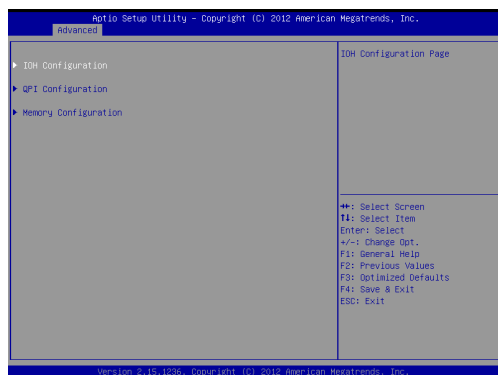 Aptio Setup Utility – Copyright (C) 2012 American Megatrends, Inc.
Advanced
▶ IOH Configuration
▶ QPI Configuration
▶ Memory Configuration
IOH Configuration Page
→←: Select Screen
↑↓: Select Item
Enter: Select
+/-: Change Opt.
F1: General Help
F2: Previous Values
F3: Optimized Defaults
F4: Save & Exit
ESC: Exit
Version 2.15.1236. Copyright (C) 2012 American Megatrends, Inc.